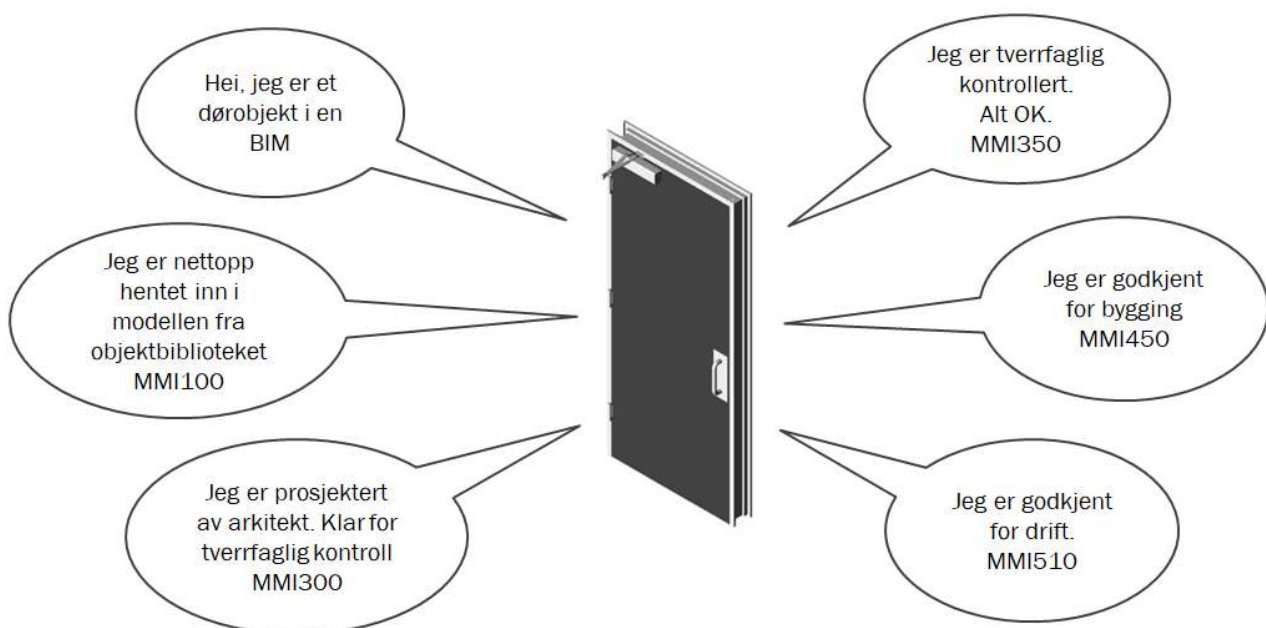 Hei, jeg er et
dørobjekt i en
BIM
Jeg er nettopp
hentet inn i
modellen fra
objektbiblioteket
MMI100
Jeg er prosjektert
av arkitekt. Klar for
tverrfaglig kontroll
MMI300
Jeg er tverrfaglig
kontrollert.
Alt OK.
MMI350
Jeg er godkjent
for bygging
MMI450
Jeg er godkjent
for drift.
MMI510